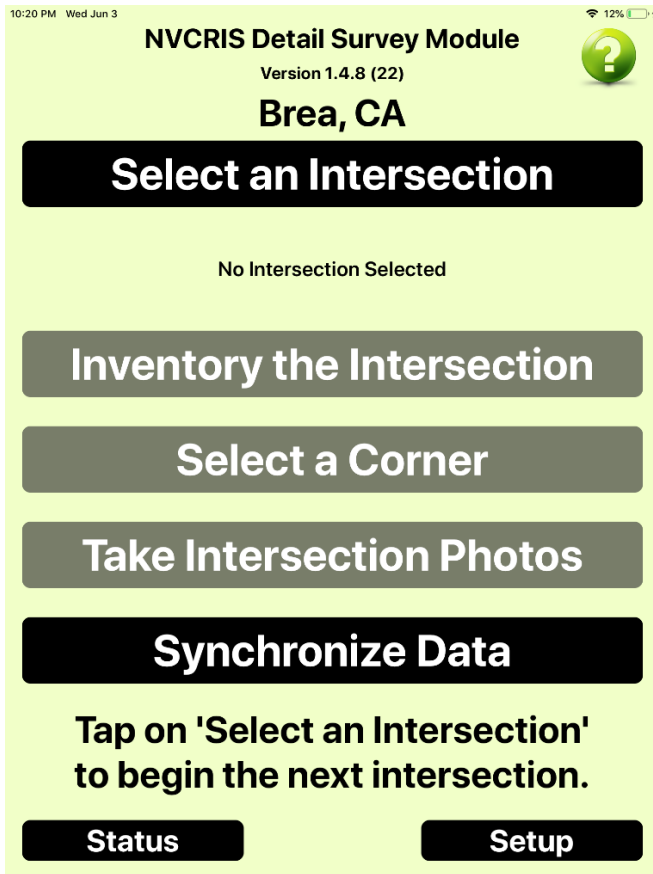 10:20 PM Wed Jun 3 12%
NVCRIS Detail Survey Module
?
Version 1.4.8 (22)
Brea, CA
Select an Intersection
No Intersection Selected
Inventory the Intersection
Select a Corner
Take Intersection Photos
Synchronize Data
Tap on 'Select an Intersection'
to begin the next intersection.
Status Setup